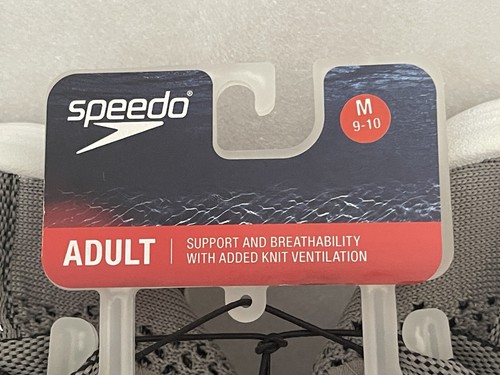 speedo®
M
9-10
ADULT
SUPPORT AND BREATHABILITY
WITH ADDED KNIT VENTILATION